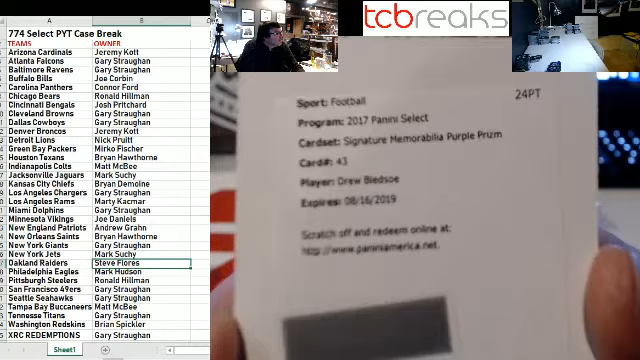 774 Select PYT Case Break
TEAMS OWNER
Arizona Cardinals Jeremy Kott
Atlanta Falcons Gary Straughan
Baltimore Ravens Gary Straughan
Buffalo Bills Joe Corbin
Carolina Panthers Connor Ford
Chicago Bears Ronald Hillman
Cincinnati Bengals Josh Pritchard
Cleveland Browns Gary Straughan
Dallas Cowboys Gary Straughan
Denver Broncos Jeremy Kott
Detroit Lions Nick Pruitt
Green Bay Packers Mirko Fischer
Houston Texans Bryan Hawthorne
Indianapolis Colts Matt McBee
Jacksonville Jaguars Mark Suchy
Kansas City Chiefs Bryan Demoine
Los Angeles Chargers Gary Straughan
Los Angeles Rams Marty Kacmar
Miami Dolphins Gary Straughan
Minnesota Vikings Joe Daniels
New England Patriots Andrew Grahn
New Orleans Saints Bryan Hawthorne
New York Giants Gary Straughan
New York Jets Mark Suchy
Oakland Raiders Steve Flores
Philadelphia Eagles Mark Hudson
Pittsburgh Steelers Ronald Hillman
San Francisco 49ers Gary Straughan
Seattle Seahawks Gary Straughan
Tampa Bay Buccaneers Matt McBee
Tennesse Titans Gary Straughan
Washington Redskins Brian Spickler
XRC REDEMPTIONS Gary Straughan
Sheet1
tcbreaks
24PT
Sport: Football
Program: 2017 Panini Select
Cardset: Signature Memorabilia Purple Prizm
Card#: 43
Player: Drew Bledsoe
Expires: 08/16/2019
Scratch off and redeem online at:
http://www.paniniamerica.net.